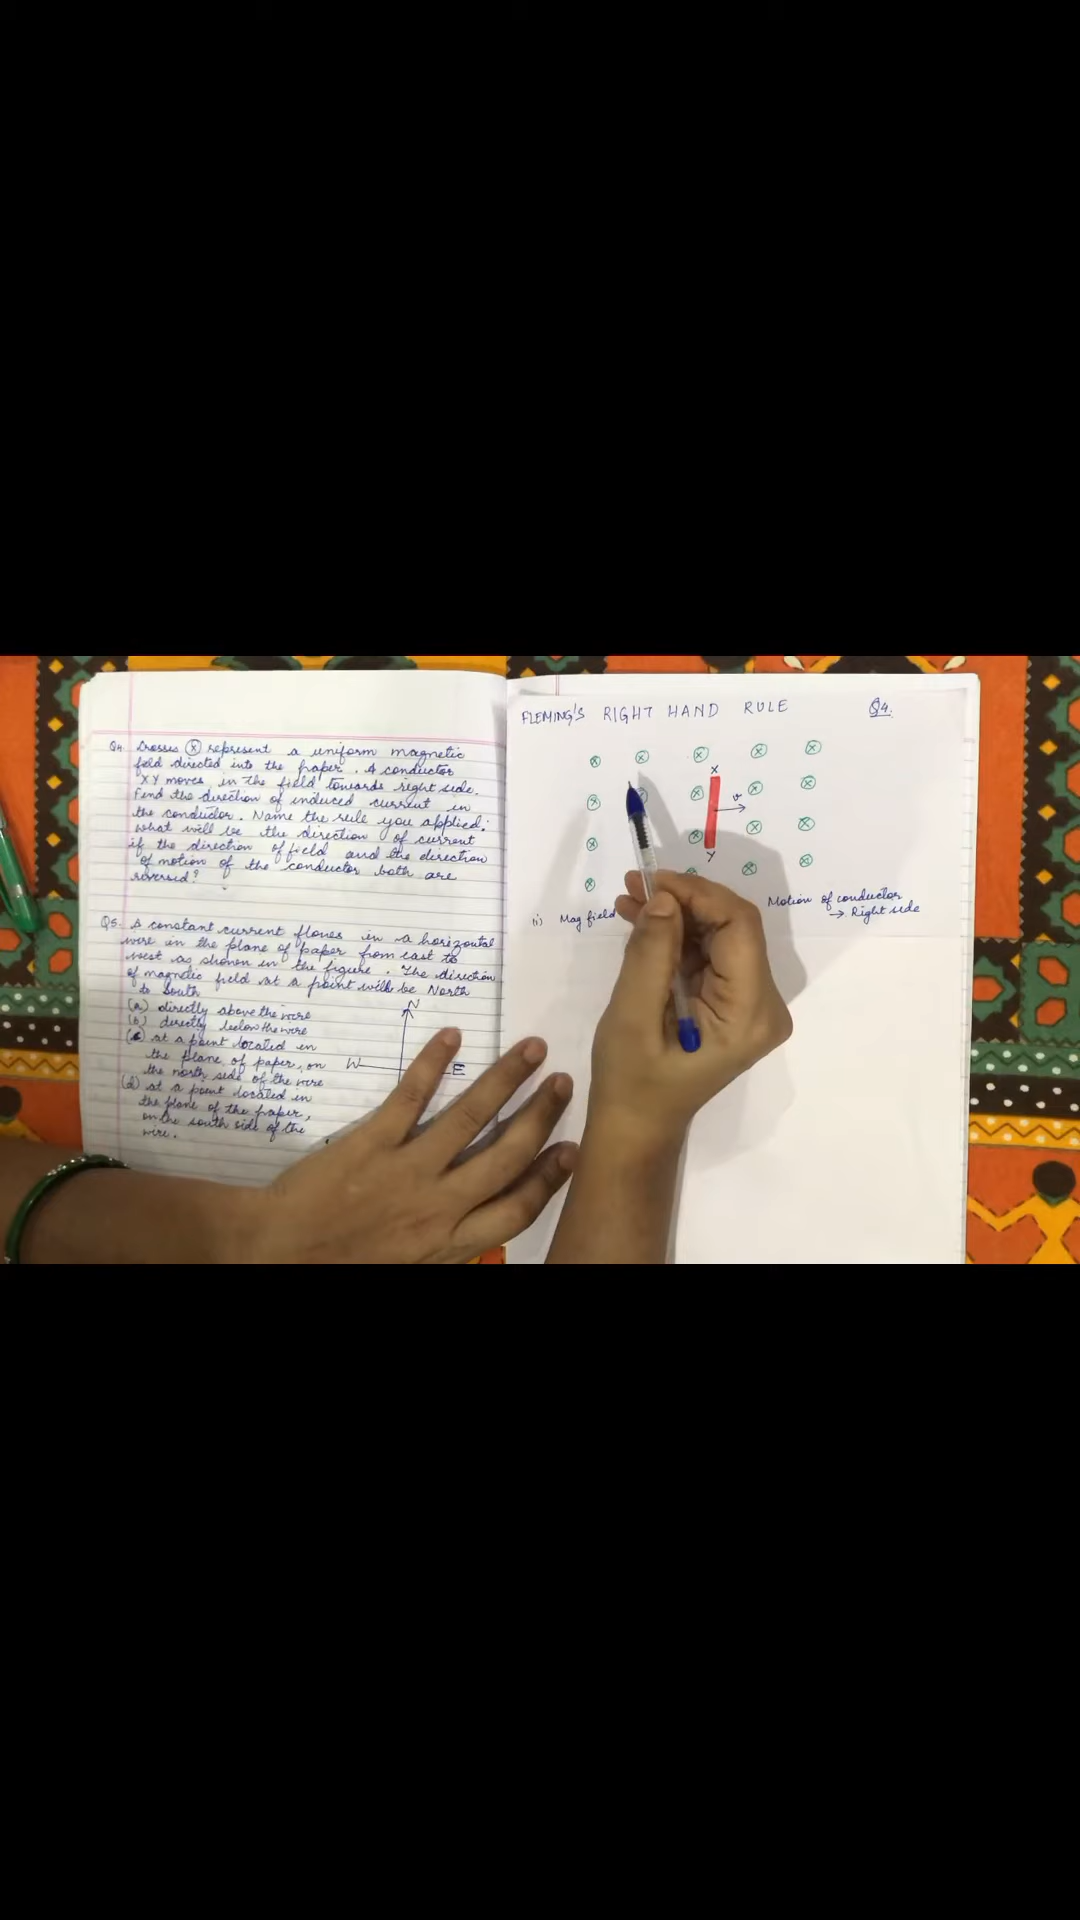 Q4. Crosses ⊗ represent a uniform magnetic
field directed into the paper. A conductor
XY moves in the field towards right side.
Find the direction of induced current in
the conductor. Name the rule you applied.
What will be the direction of current
if the direction of field and the direction
of motion of the conductor both are
reversed?
Q5. A constant current flows in a horizontal
wire in the plane of paper from east to
west as shown in the figure. The direction
of magnetic field at a point will be North
to South
(a) directly above the wire
(b) directly below the wire
(c) at a point located in
the plane of paper, on
the north side of the wire
(d) at a point located in
the plane of the paper,
on the south side of the
wire.
N
W
E
FLEMING'S RIGHT HAND RULE Q4.
X
v
Y
(i) Mag field
Motion of conductor
→ Right side